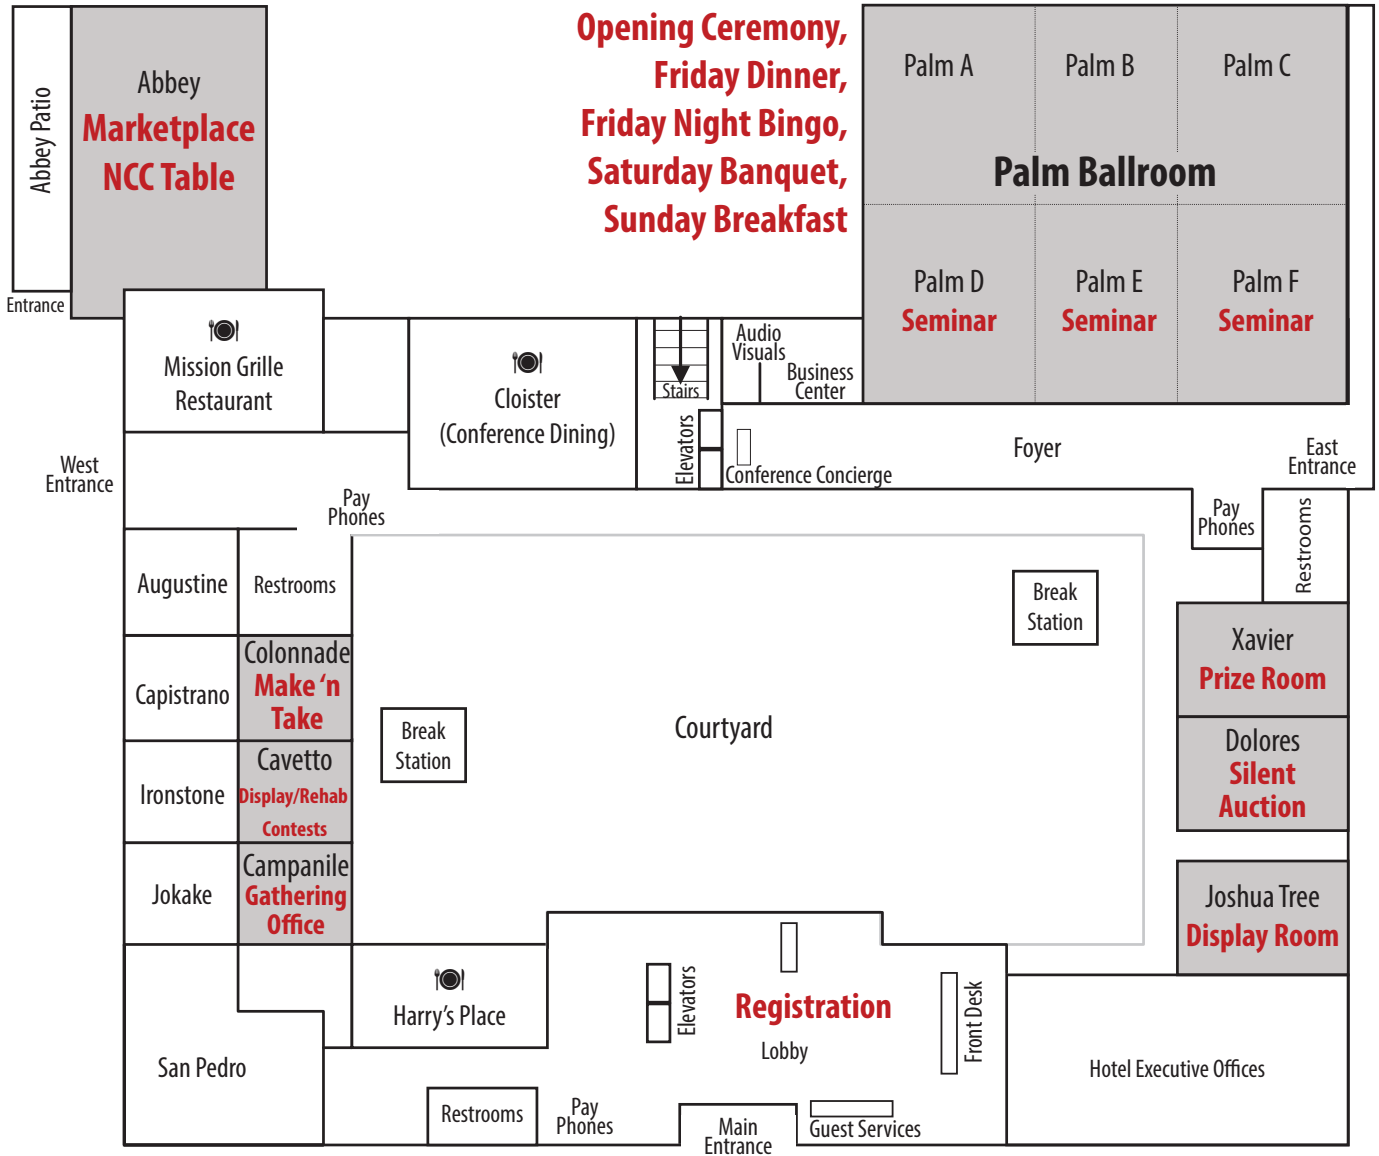 Opening Ceremony,
Friday Dinner,
Friday Night Bingo,
Saturday Banquet,
Sunday Breakfast
Abbey Patio
Abbey
Marketplace
NCC Table
Entrance
Palm A
Palm B
Palm C
Palm Ballroom
Palm D
Seminar
Palm E
Seminar
Palm F
Seminar
Mission Grille
Restaurant
Cloister
(Conference Dining)
Stairs
Audio
Visuals
Business
Center
Elevators
Conference Concierge
Foyer
East
Entrance
West
Entrance
Pay
Phones
Pay
Phones
Restrooms
Augustine
Restrooms
Break
Station
Capistrano
Colonnade
Make ‘n
Take
Xavier
Prize Room
Break
Station
Courtyard
Dolores
Silent
Auction
Ironstone
Cavetto
Display/Rehab
Contests
Jokake
Campanile
Gathering
Office
Joshua Tree
Display Room
Harry's Place
Elevators
Registration
Lobby
Front Desk
San Pedro
Hotel Executive Offices
Restrooms
Pay
Phones
Main
Entrance
Guest Services